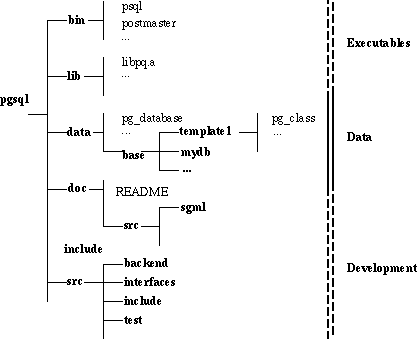 psql
bin
postmaster
...
Executables
libpq.a
lib
...
pgsql
pg_database
pg_class
data
...
template1
...
Data
base
mydb
...
doc
README
sgml
src
include
backend
Development
src
interfaces
include
test